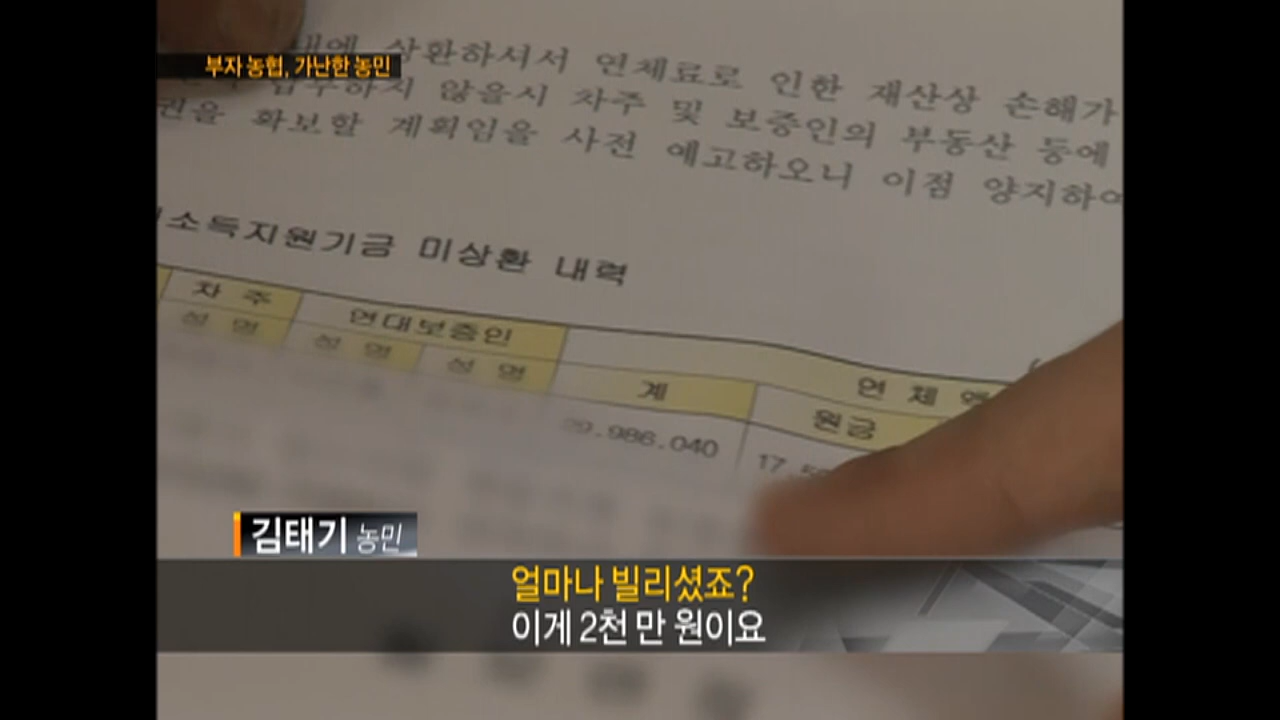 부자 농협, 가난한 농민
내에 상환하셔서 연체료로 인한 재산상 손해가
않을시 차주 및 보증인의 부동산 등에
권을 확보할 계획임을 사전 예고하오니 이점 양지하여
소득지원기금 미상환 내력
차 주 연대보증인 연 체 액
성 명 성 명 성 명 계 원금
29.986.040 17.5
김태기 농민
얼마나 빌리셨죠?
이게 2천 만 원이요